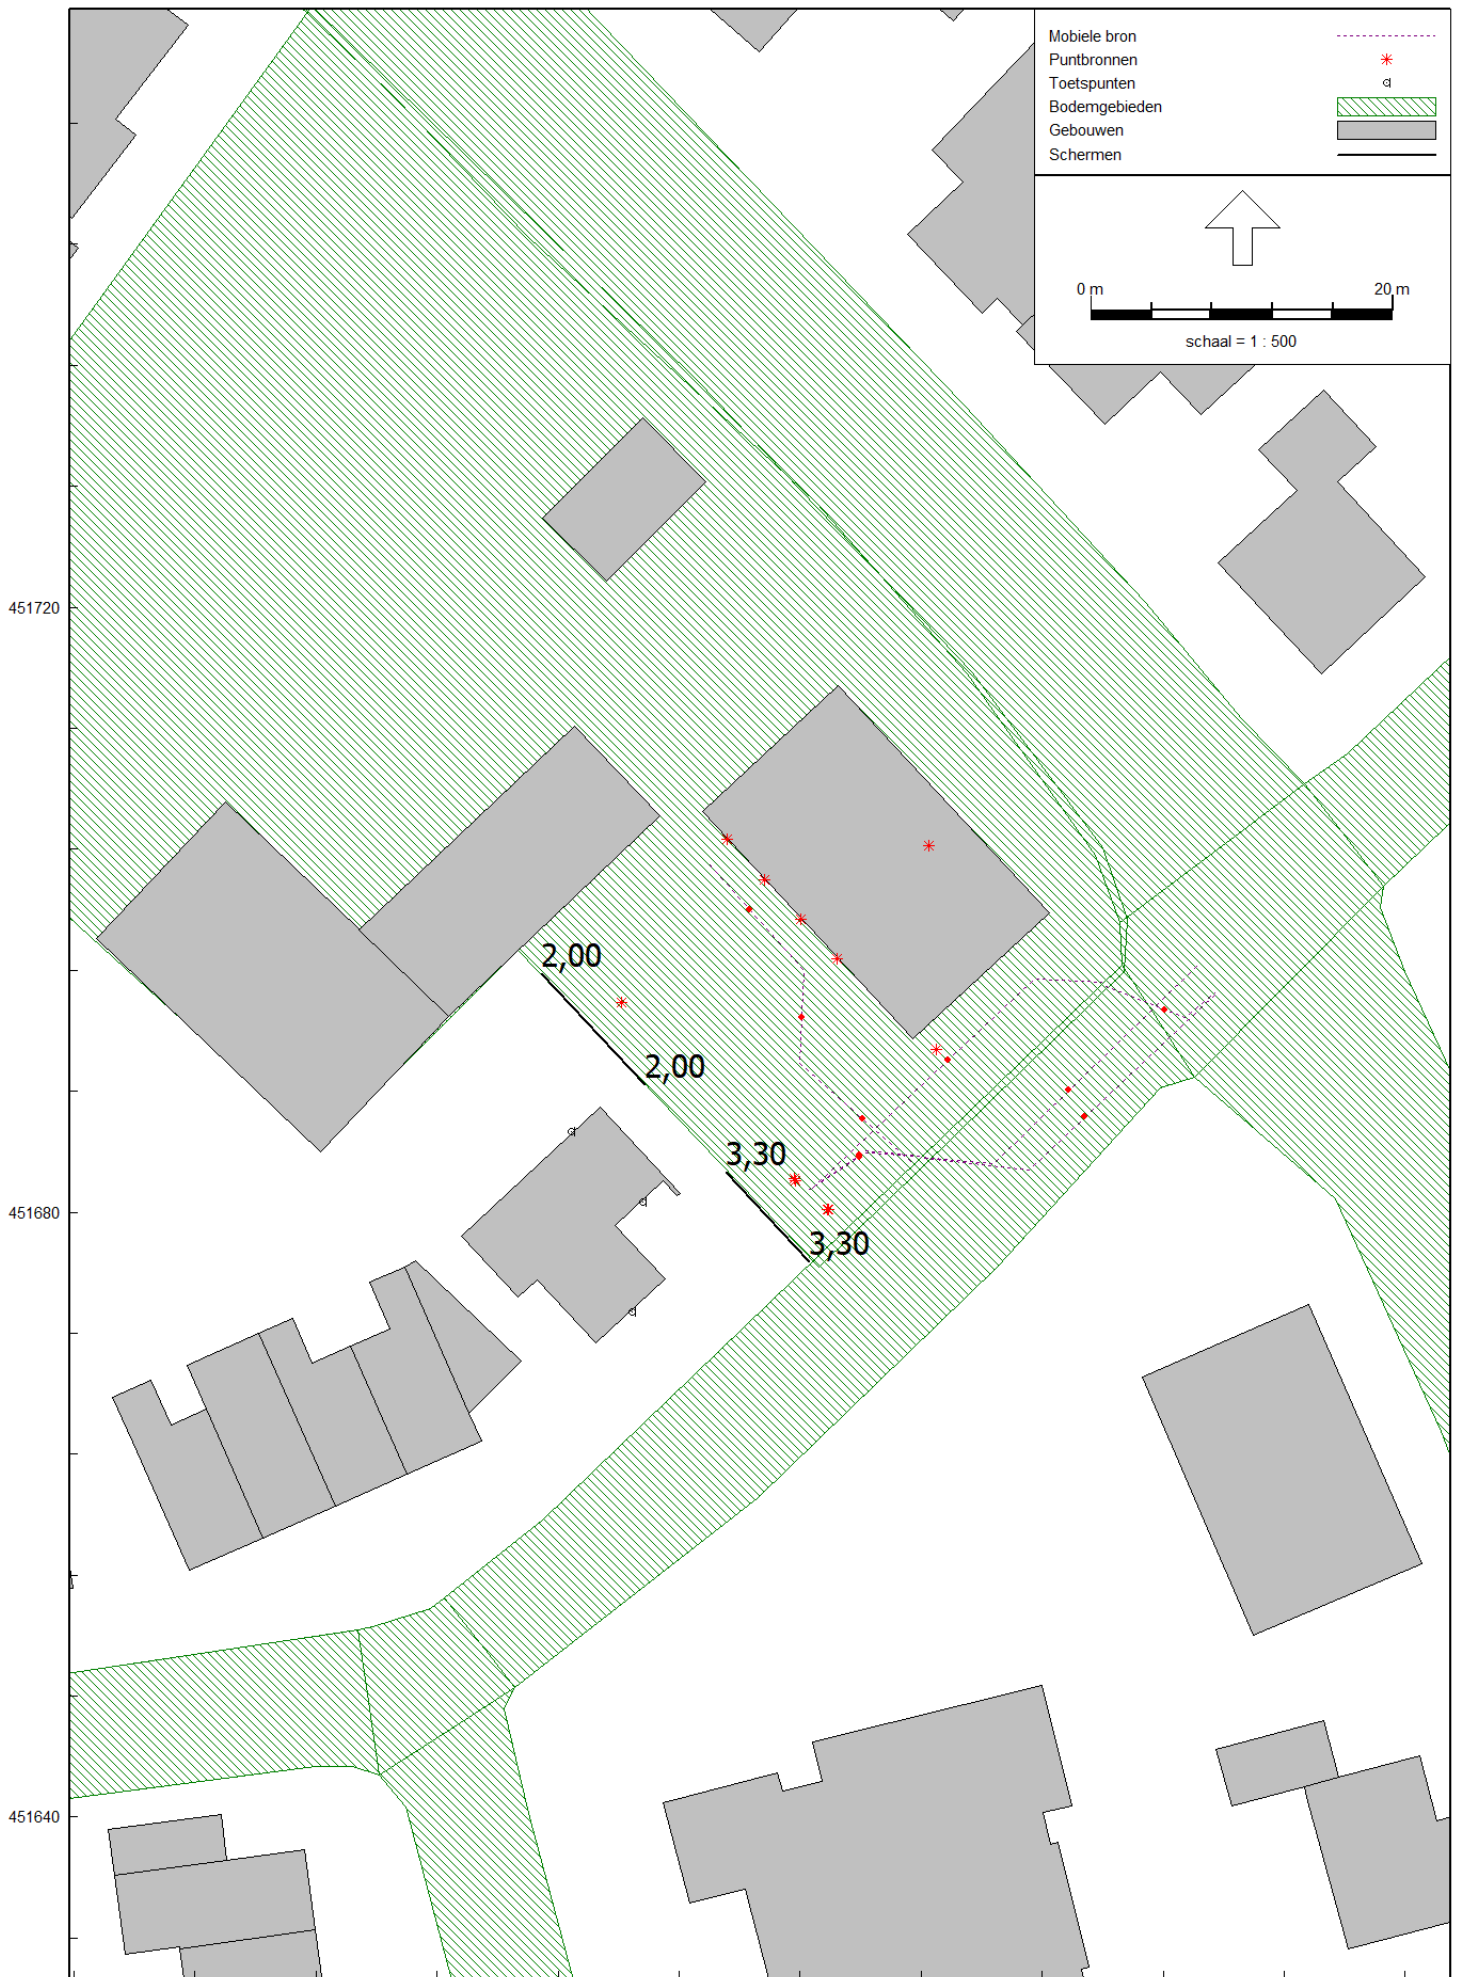 Mobiele bron
Puntbronnen
Toetspunten
Bodemgebieden
Gebouwen
Schermen
0 m 20 m
schaal = 1 : 500
451720
2,00
2,00
3,30
451680
3,30
451640